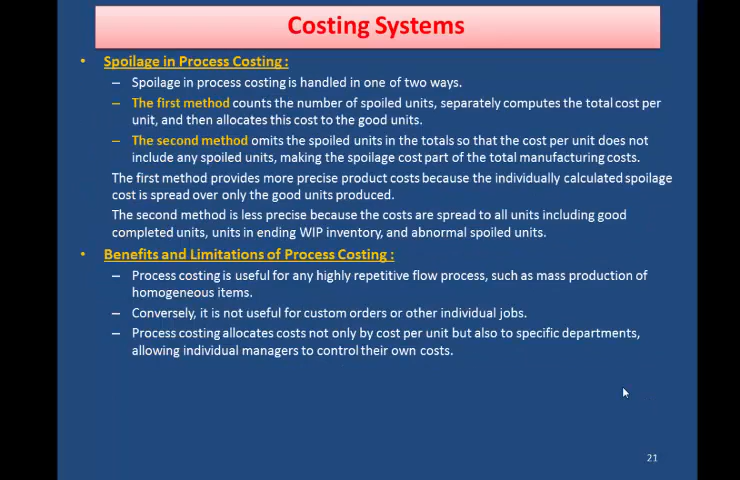 Costing Systems
• Spoilage in Process Costing :
– Spoilage in process costing is handled in one of two ways.
– The first method counts the number of spoiled units, separately computes the total cost per
unit, and then allocates this cost to the good units.
– The second method omits the spoiled units in the totals so that the cost per unit does not
include any spoiled units, making the spoilage cost part of the total manufacturing costs.
The first method provides more precise product costs because the individually calculated spoilage
cost is spread over only the good units produced.
The second method is less precise because the costs are spread to all units including good
completed units, units in ending WIP inventory, and abnormal spoiled units.
• Benefits and Limitations of Process Costing :
– Process costing is useful for any highly repetitive flow process, such as mass production of
homogeneous items.
– Conversely, it is not useful for custom orders or other individual jobs.
– Process costing allocates costs not only by cost per unit but also to specific departments,
allowing individual managers to control their own costs.
21